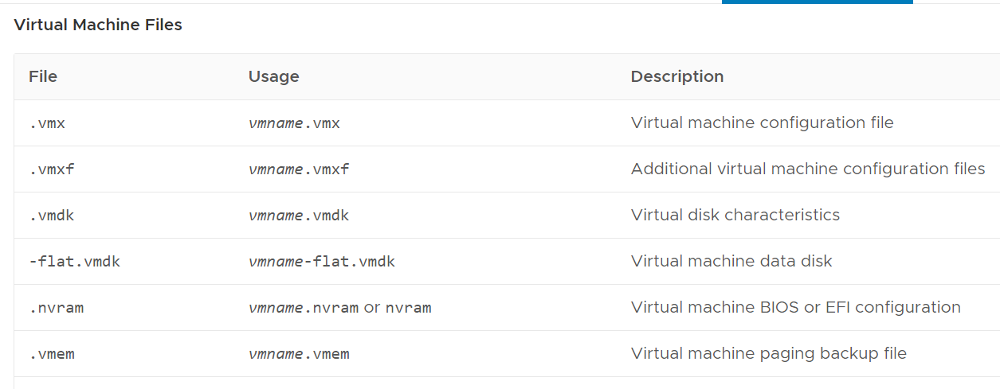 Virtual Machine Files
File Usage Description
.vmx vmname.vmx Virtual machine configuration file
.vmxf vmname.vmxf Additional virtual machine configuration files
.vmdk vmname.vmdk Virtual disk characteristics
-flat.vmdk vmname-flat.vmdk Virtual machine data disk
.nvram vmname.nvram or nvram Virtual machine BIOS or EFI configuration
.vmem vmname.vmem Virtual machine paging backup file